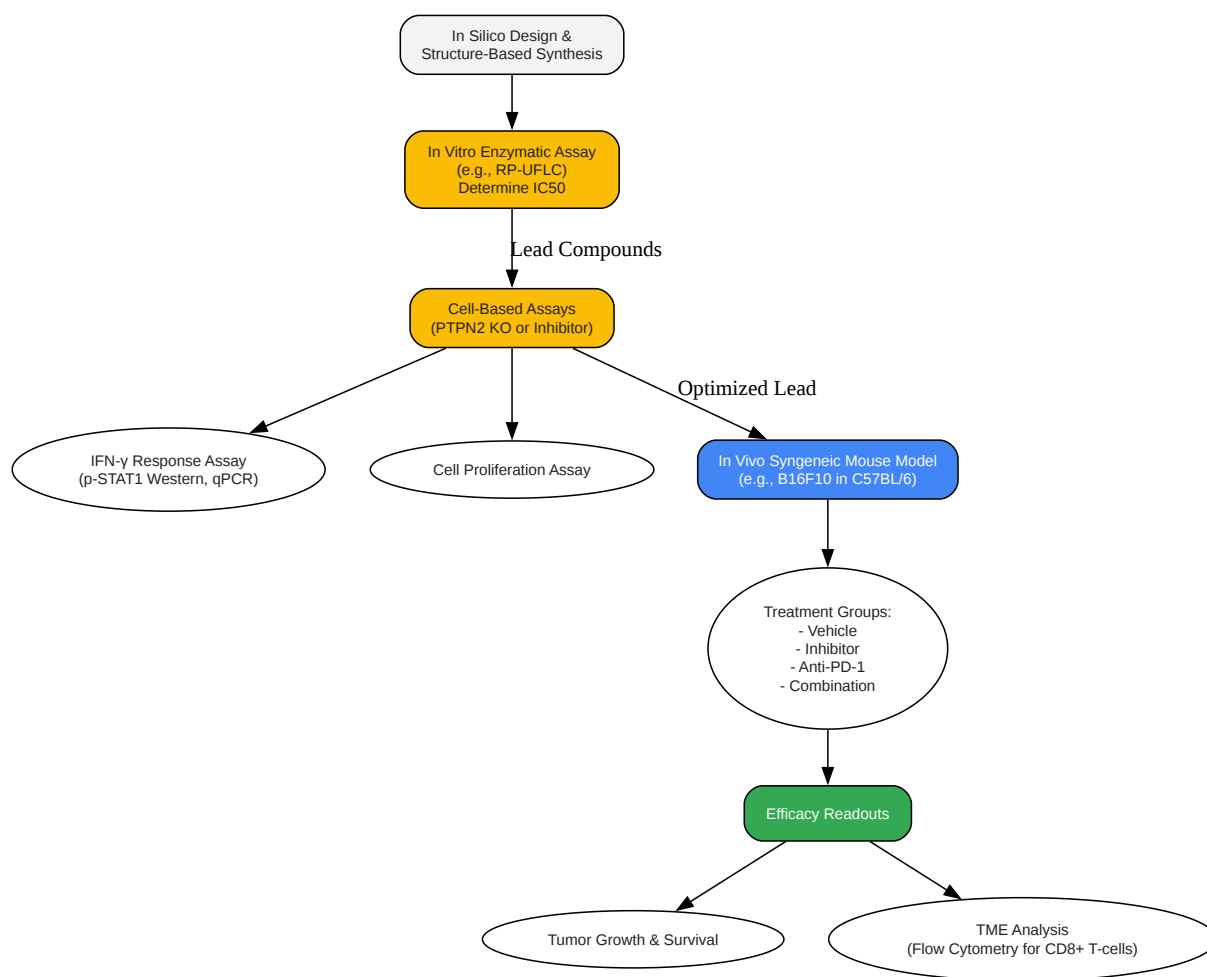 In Silico Design &
Structure-Based Synthesis
In Vitro Enzymatic Assay
(e.g., RP-UFLC)
Determine IC50
Lead Compounds
Cell-Based Assays
(PTPN2 KO or Inhibitor)
Optimized Lead
IFN-γ Response Assay
(p-STAT1 Western, qPCR)
Cell Proliferation Assay
In Vivo Syngeneic Mouse Model
(e.g., B16F10 in C57BL/6)
Treatment Groups:
- Vehicle
- Inhibitor
- Anti-PD-1
- Combination
Efficacy Readouts
Tumor Growth & Survival
TME Analysis
(Flow Cytometry for CD8+ T-cells)